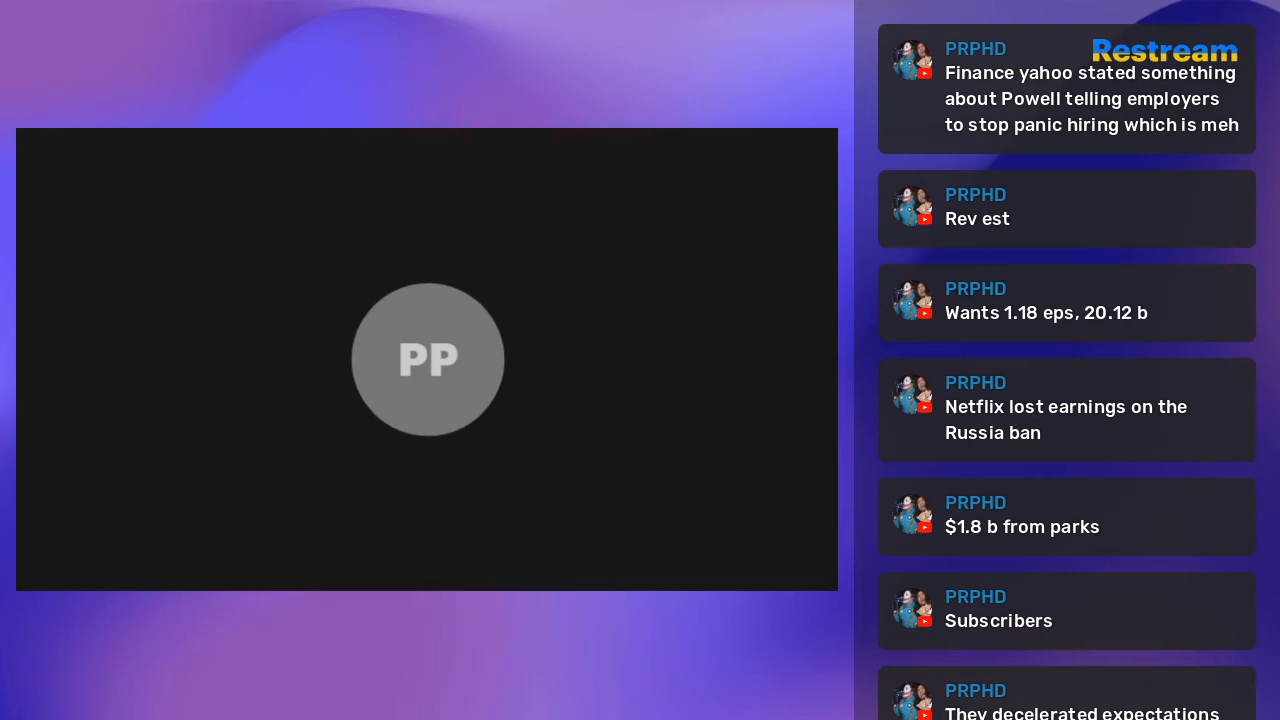 PP
Restream
PRPHD
Finance yahoo stated something
about Powell telling employers
to stop panic hiring which is meh
PRPHD
Rev est
PRPHD
Wants 1.18 eps, 20.12 b
PRPHD
Netflix lost earnings on the
Russia ban
PRPHD
$1.8 b from parks
PRPHD
Subscribers
PRPHD
They decelerated expectations